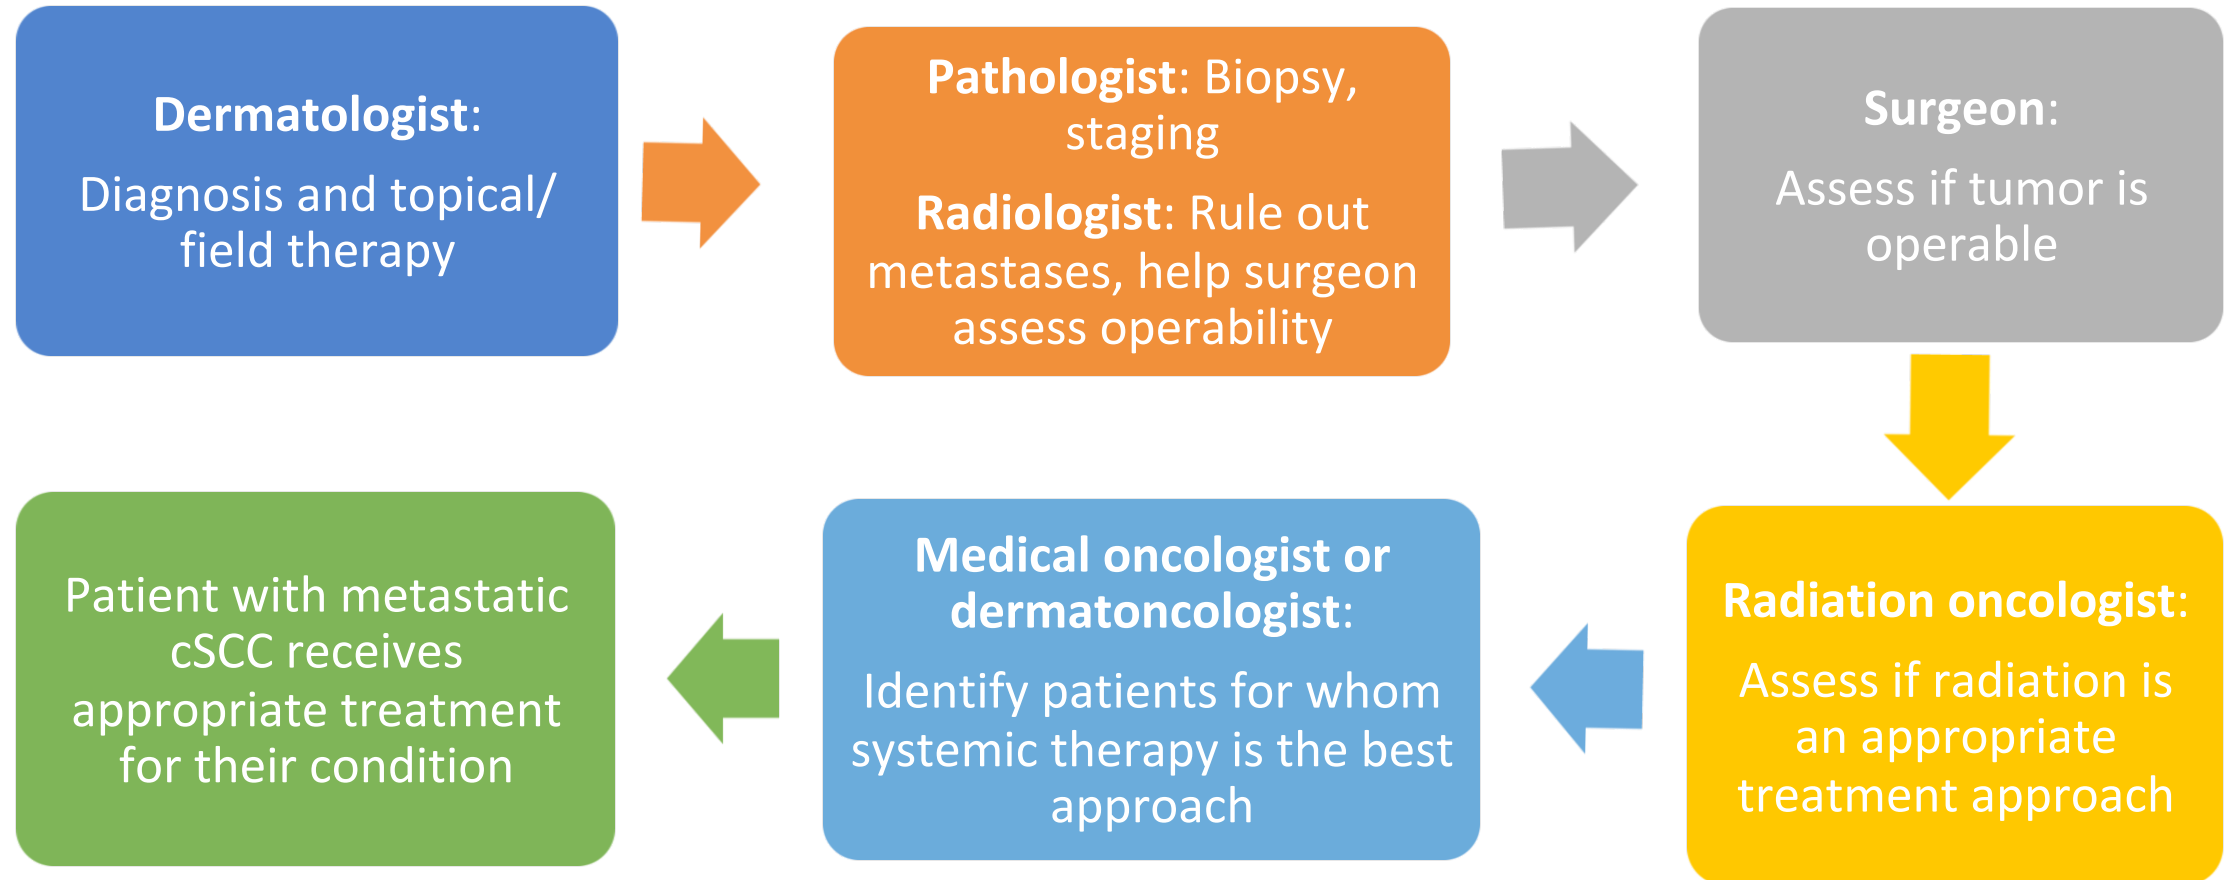 Dermatologist:
Diagnosis and topical/
field therapy
Pathologist: Biopsy,
staging
Radiologist: Rule out
metastases, help surgeon
assess operability
Surgeon:
Assess if tumor is
operable
Radiation oncologist:
Assess if radiation is
an appropriate
treatment approach
Medical oncologist or
dermatoncologist:
Identify patients for whom
systemic therapy is the best
approach
Patient with metastatic
cSCC receives
appropriate treatment
for their condition